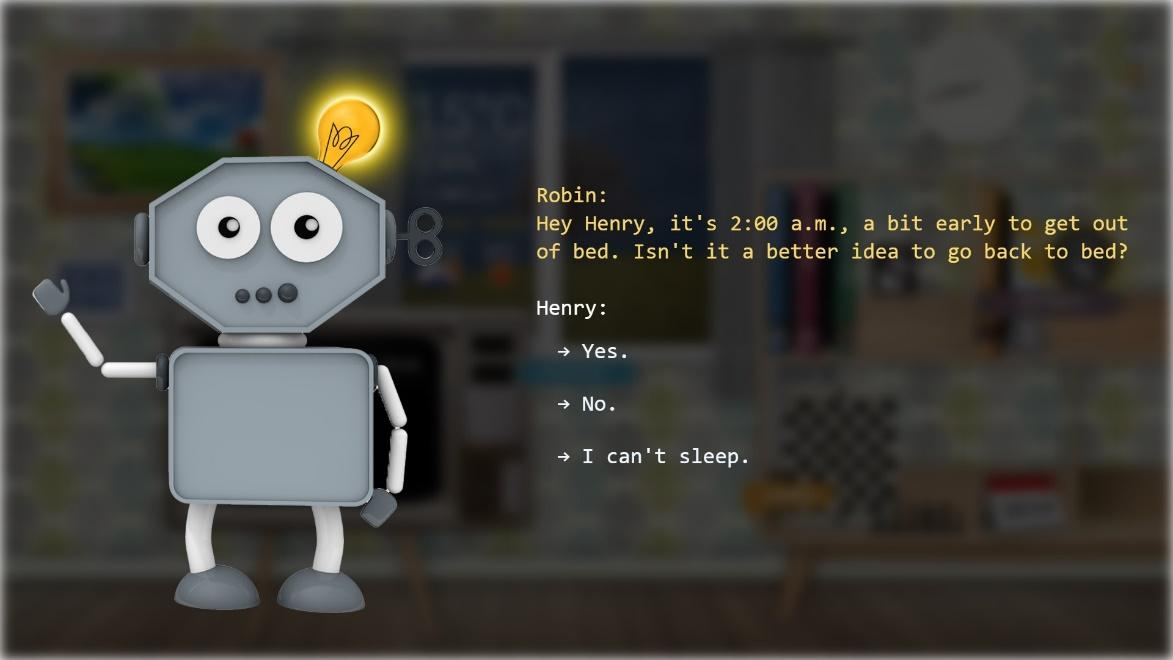 Robin:
Hey Henry, it's 2:00 a.m., a bit early to get out
of bed. Isn't it a better idea to go back to bed?
Henry:
→ Yes.
→ No.
→ I can't sleep.